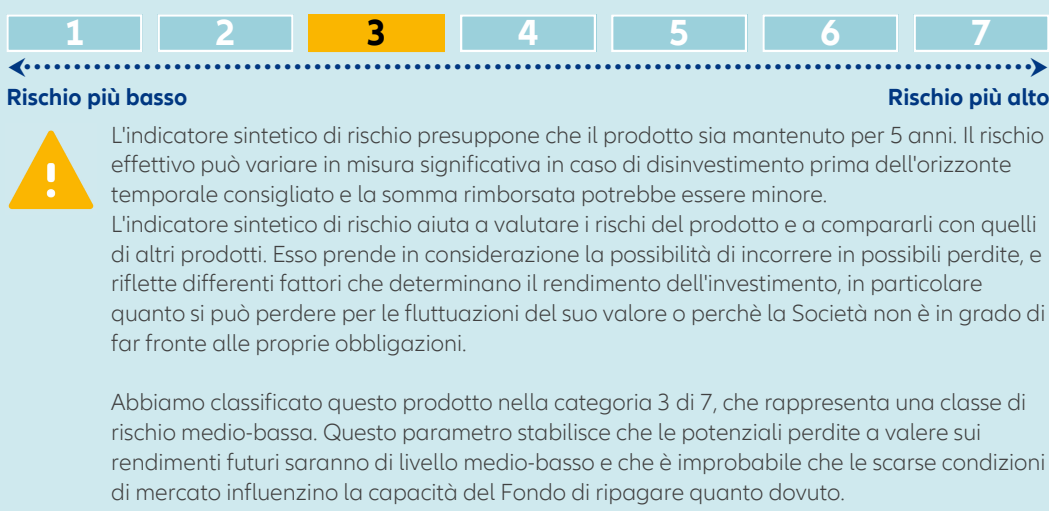 1 2 3 4 5 6 7
Rischio più basso Rischio più alto
L'indicatore sintetico di rischio presuppone che il prodotto sia mantenuto per 5 anni. Il rischio
effettivo può variare in misura significativa in caso di disinvestimento prima dell'orizzonte
temporale consigliato e la somma rimborsata potrebbe essere minore.
L'indicatore sintetico di rischio aiuta a valutare i rischi del prodotto e a compararli con quelli
di altri prodotti. Esso prende in considerazione la possibilità di incorrere in possibili perdite, e
riflette differenti fattori che determinano il rendimento dell'investimento, in particolare
quanto si può perdere per le fluttuazioni del suo valore o perchè la Società non è in grado di
far fronte alle proprie obbligazioni.
Abbiamo classificato questo prodotto nella categoria 3 di 7, che rappresenta una classe di
rischio medio-bassa. Questo parametro stabilisce che le potenziali perdite a valere sui
rendimenti futuri saranno di livello medio-basso e che è improbabile che le scarse condizioni
di mercato influenzino la capacità del Fondo di ripagare quanto dovuto.